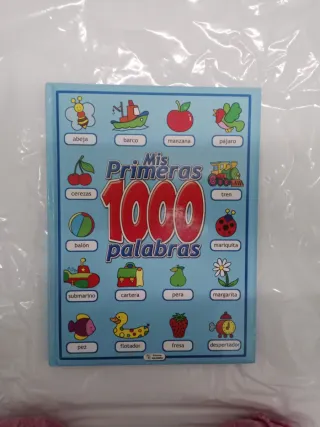 abeja barco manzana pájaro
Mis
Primeras
1000
palabras
cerezas tren
balón mariquita
submarino cartera pera margarita
pez flotador fresa despertador